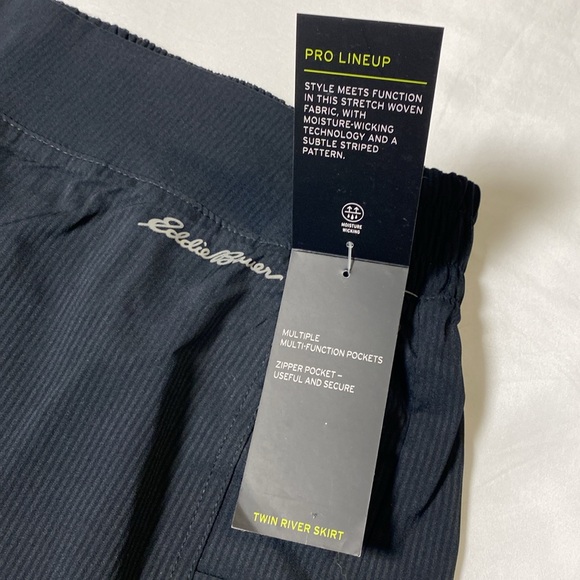 PRO LINEUP
STYLE MEETS FUNCTION
IN THIS STRETCH WOVEN
FABRIC, WITH
MOISTURE-WICKING
TECHNOLOGY AND A
SUBTLE STRIPED
PATTERN.
MOISTURE
WICKING
Eddie Bauer
MULTIPLE
MULTI-FUNCTION POCKETS
ZIPPER POCKET –
USEFUL AND SECURE
TWIN RIVER SKIRT